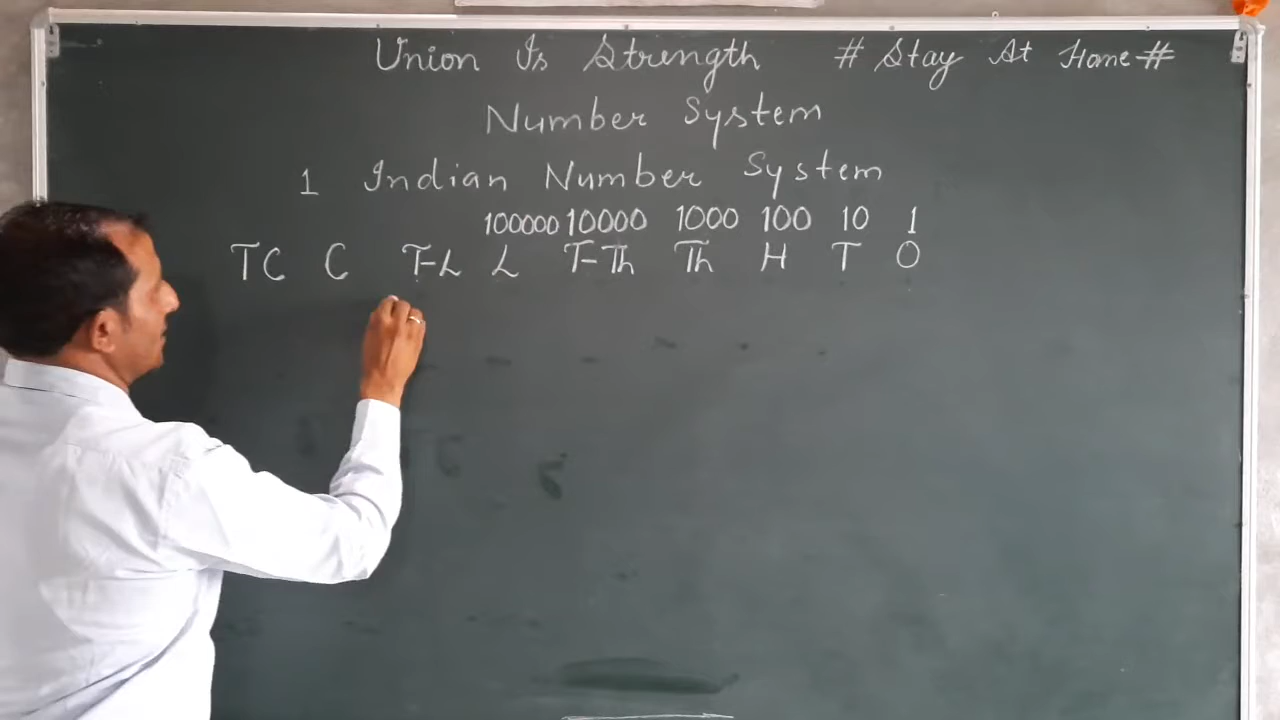 Union Is Strength # Stay At Home #
Number System
1 Indian Number System
100000 10000 1000 100 10 1
TC C T-L L T-Th Th H T O